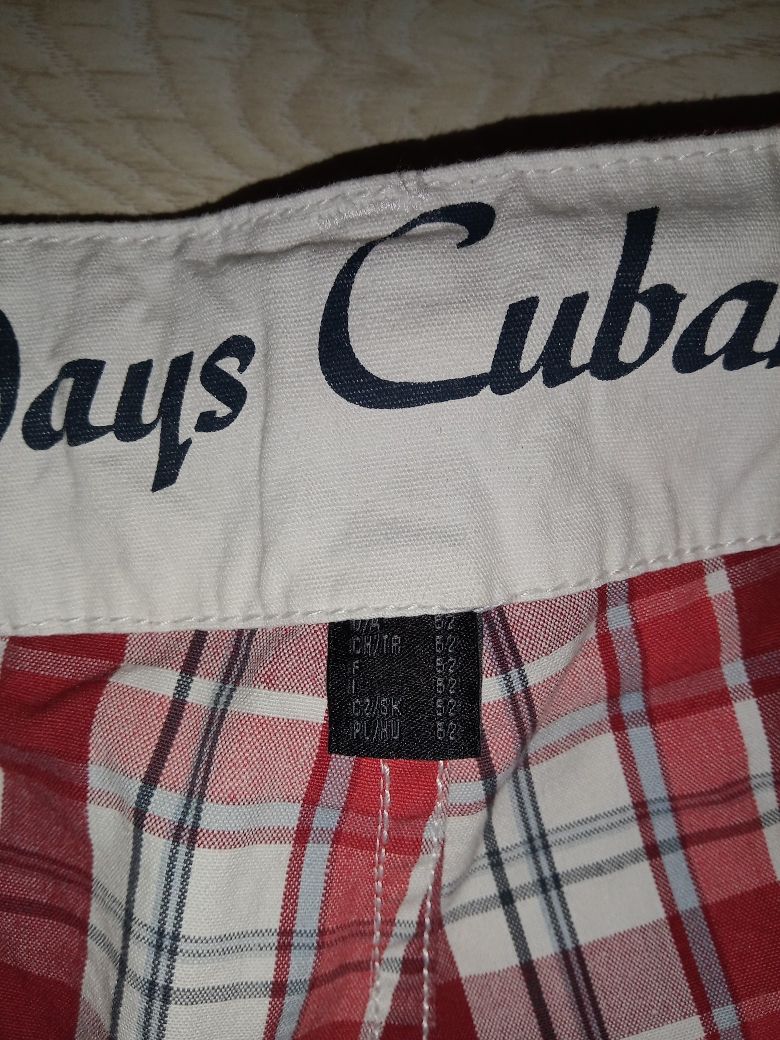 Days Cuba
D/A 52
CH/TR 52
F 52
I 52
CZ/SK 52
PL/HU 52